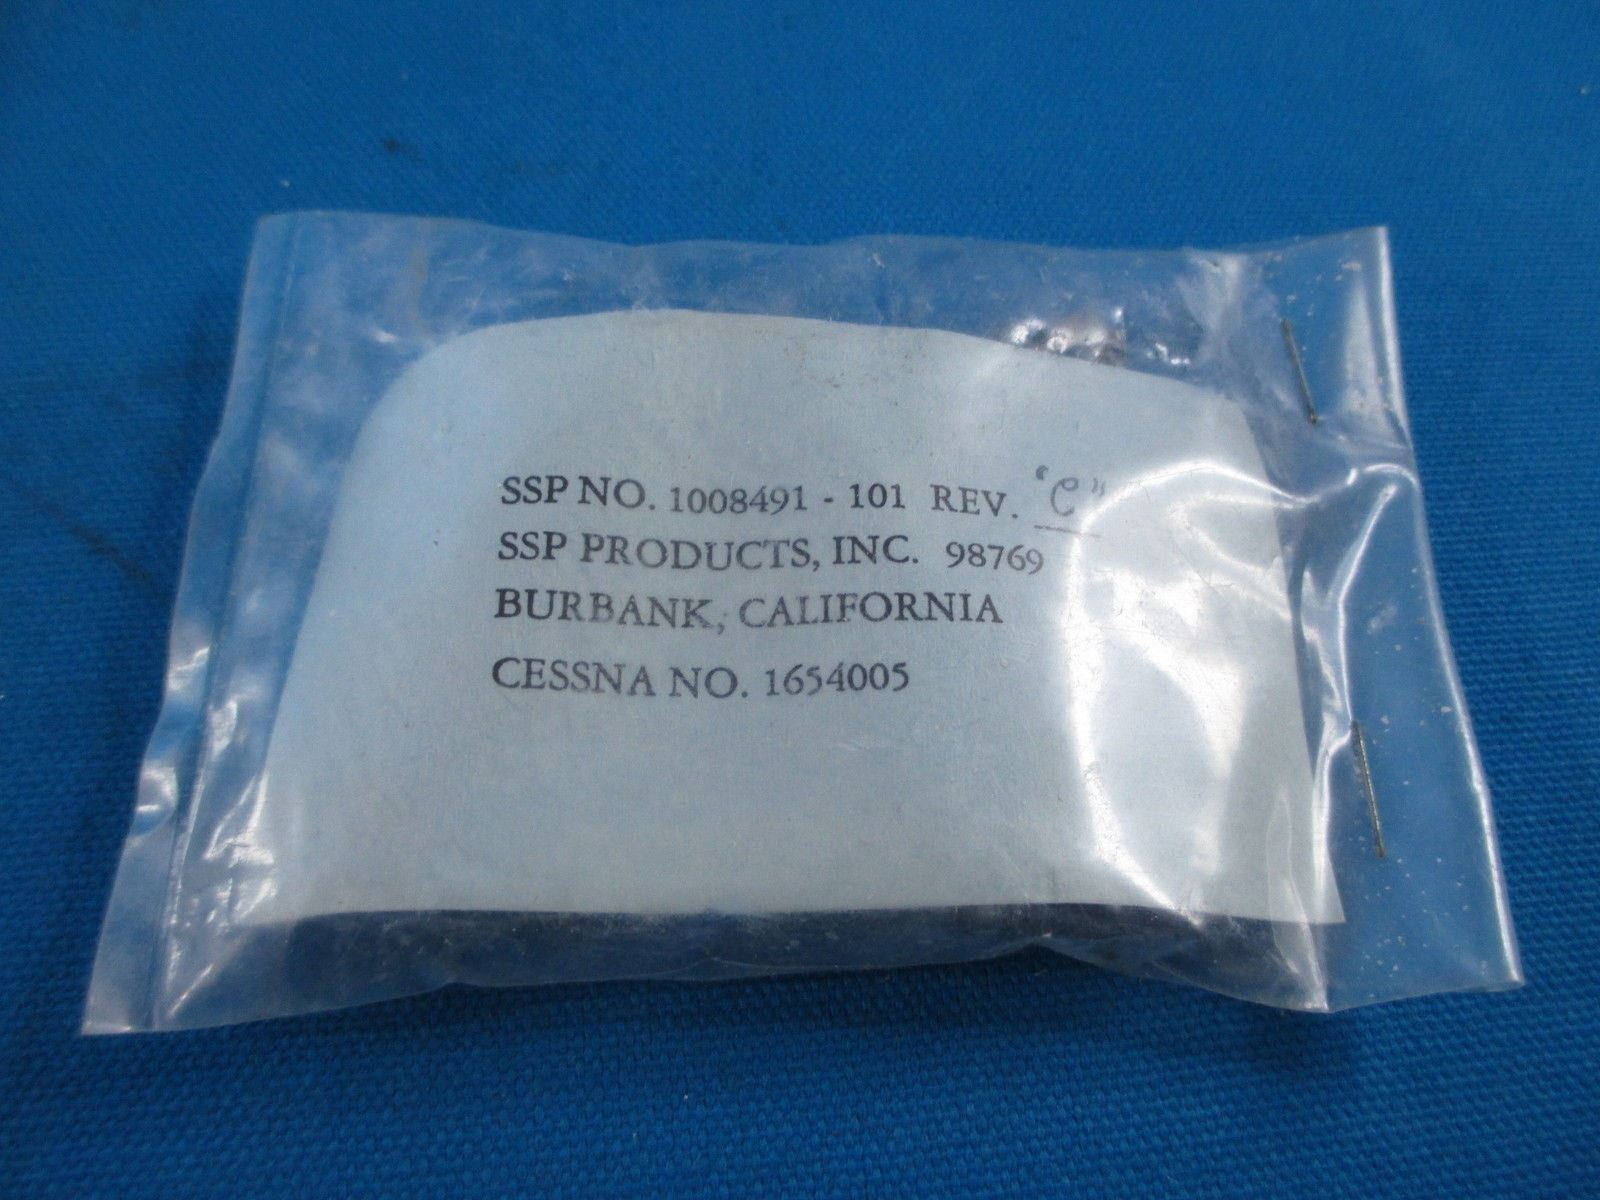 SSP NO. 1008491 - 101 REV. "C"
SSP PRODUCTS, INC. 98769
BURBANK, CALIFORNIA
CESSNA NO. 1654005